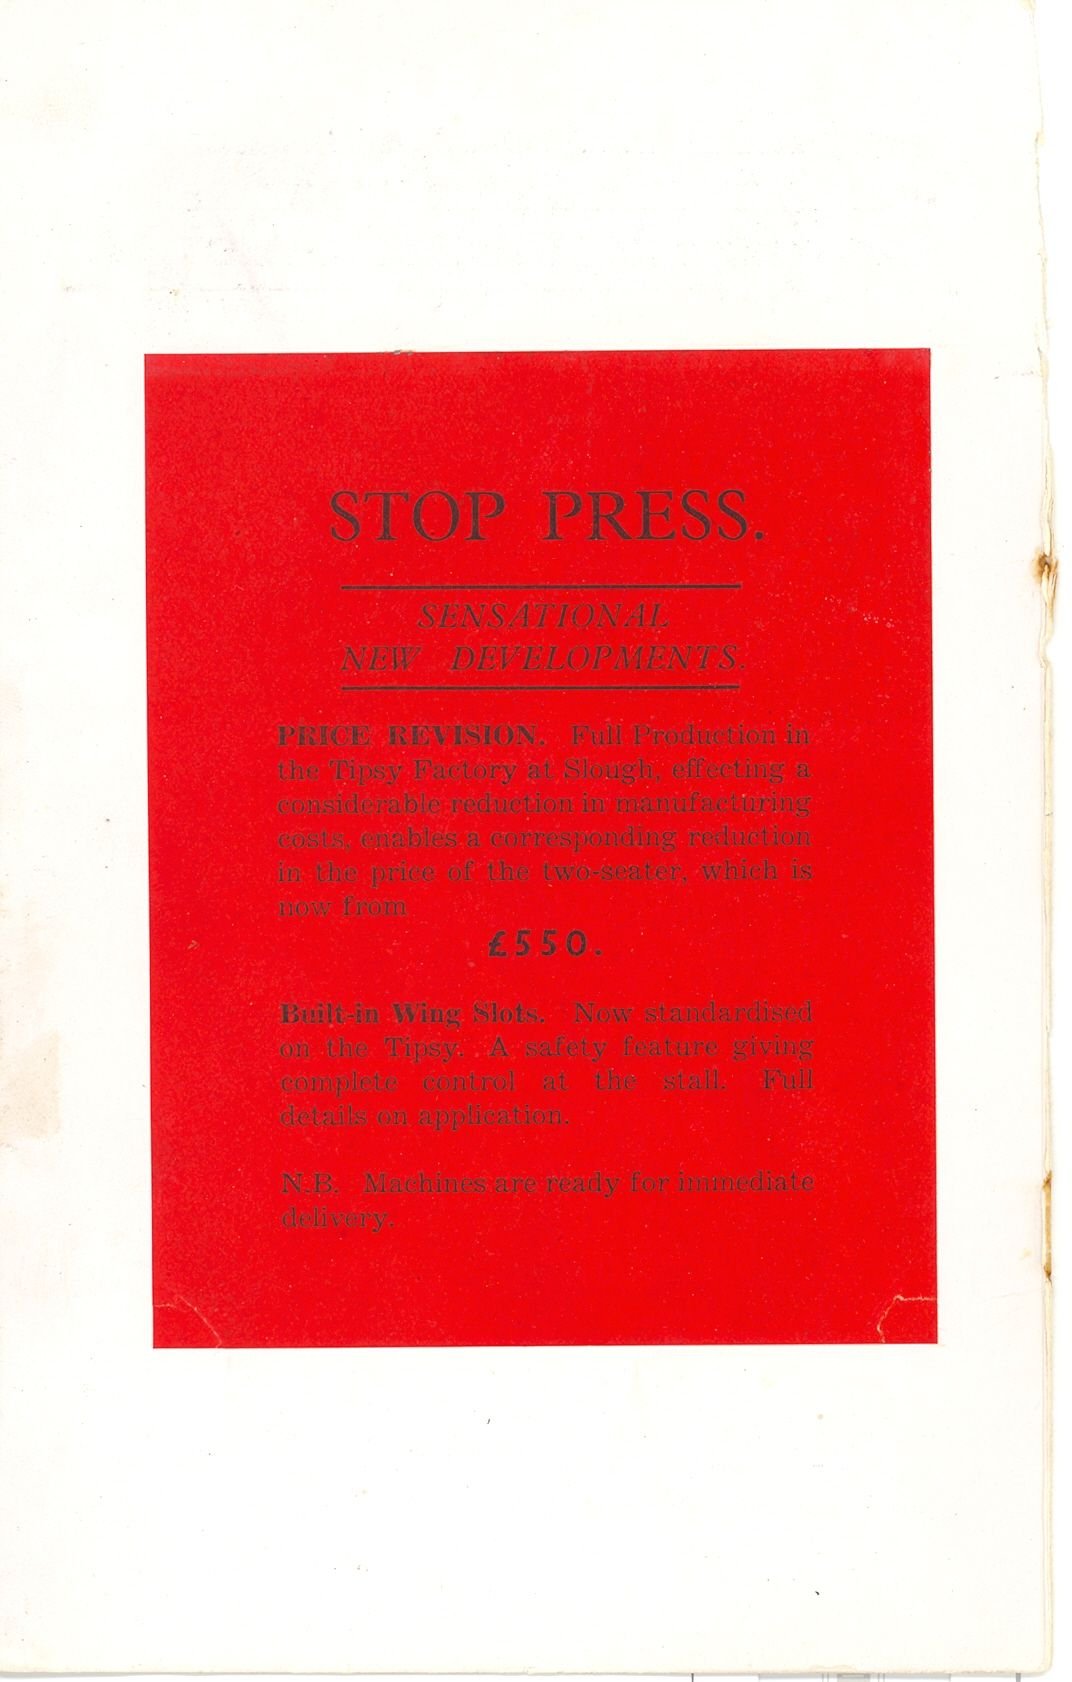 STOP PRESS.
SENSATIONAL
NEW DEVELOPMENTS.
PRICE REVISION. Full Production in
the Tipsy Factory at Slough, effecting a
considerable reduction in manufacturing
costs, enables a corresponding reduction
in the price of the two-seater, which is
now from
£550.
Built-in Wing Slots. Now standardised
on the Tipsy. A safety feature giving
complete control at the stall. Full
details on application.
N.B. Machines are ready for immediate
delivery.